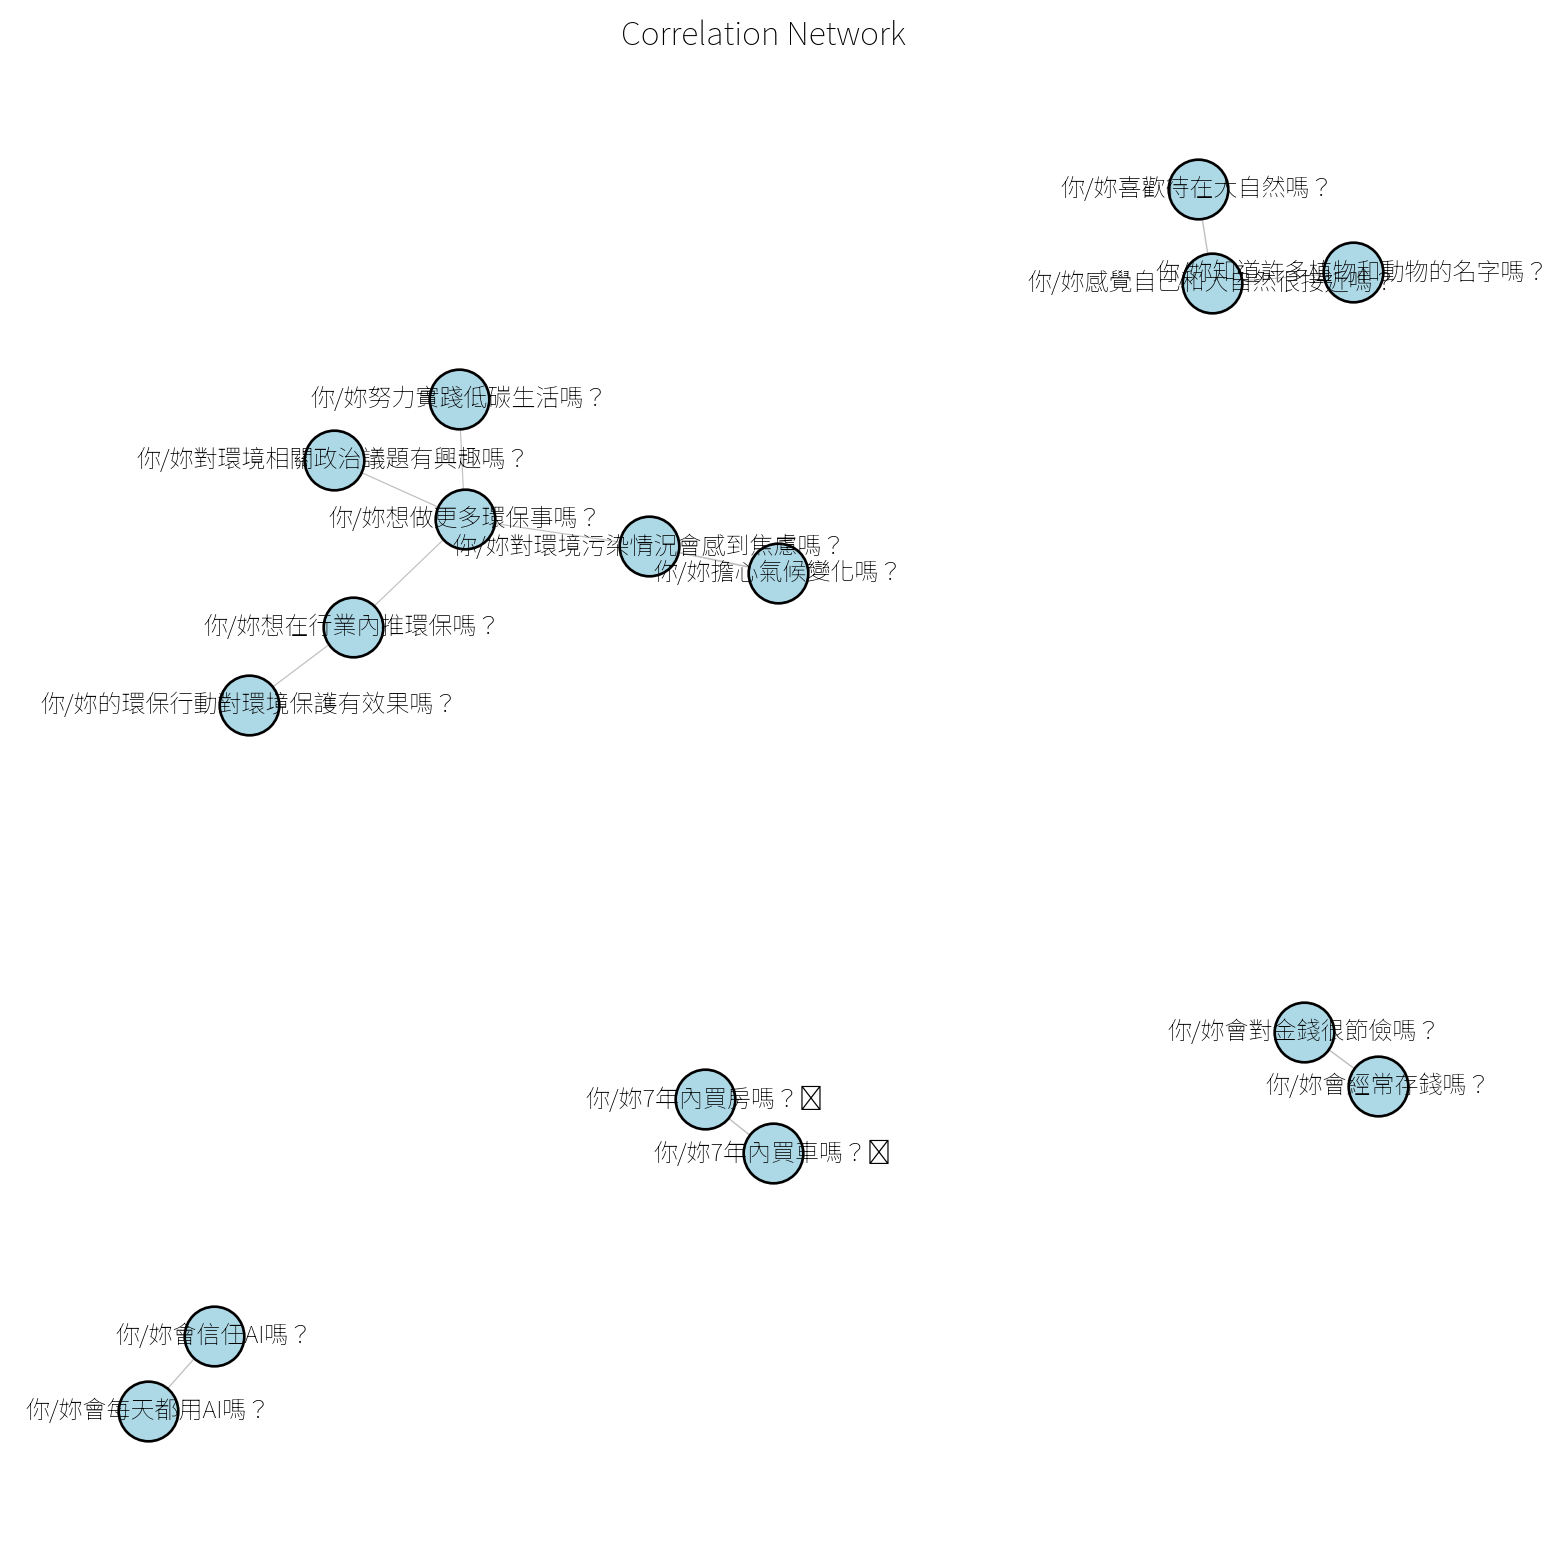 Correlation Network
你/妳喜歡待在大自然嗎？
你/妳知道許多植物和動物的名字嗎？
你/妳感覺自己和大自然很接近嗎？
你/妳努力實踐低碳生活嗎？
你/妳對環境相關政治議題有興趣嗎？
你/妳想做更多環保事嗎？
你/妳對環境污染情況會感到焦慮嗎？
你/妳擔心氣候變化嗎？
你/妳想在行業內推環保嗎？
你/妳的環保行動對環境保護有效果嗎？
你/妳會對金錢很節儉嗎？
你/妳會經常存錢嗎？
你/妳7年內買房嗎？
你/妳7年內買車嗎？
你/妳會信任AI嗎？
你/妳會每天都用AI嗎？